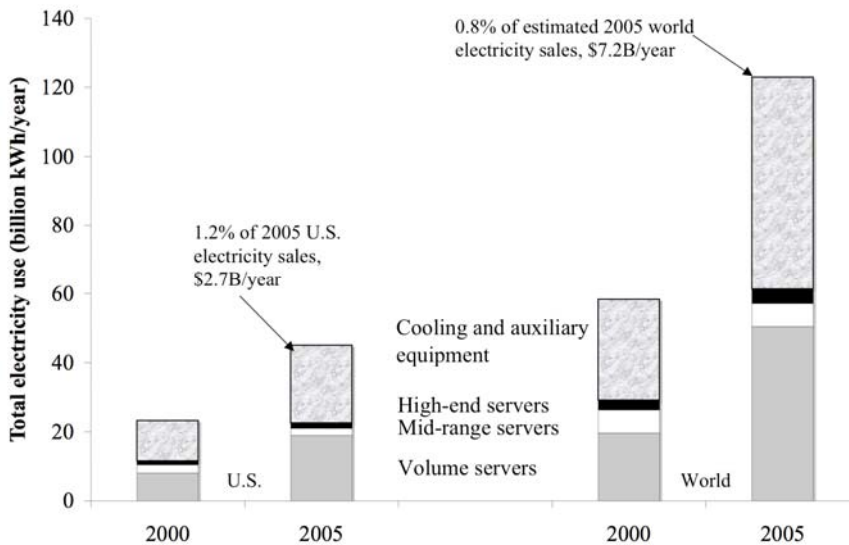 Total electricity use (billion kWh/year)
140
120
100
80
60
40
20
0
1.2% of 2005 U.S.
electricity sales,
$2.7B/year
0.8% of estimated 2005 world
electricity sales, $7.2B/year
Cooling and auxiliary
equipment
High-end servers
Mid-range servers
Volume servers
U.S.
World
2000
2005
2000
2005